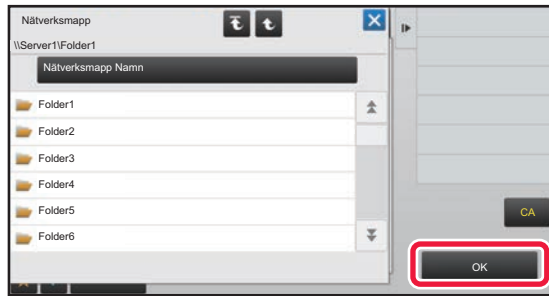 Nätverksmapp
\\Server1\Folder1
Nätverksmapp Namn
Folder1
Folder2
Folder3
Folder4
Folder5
Folder6
CA
OK